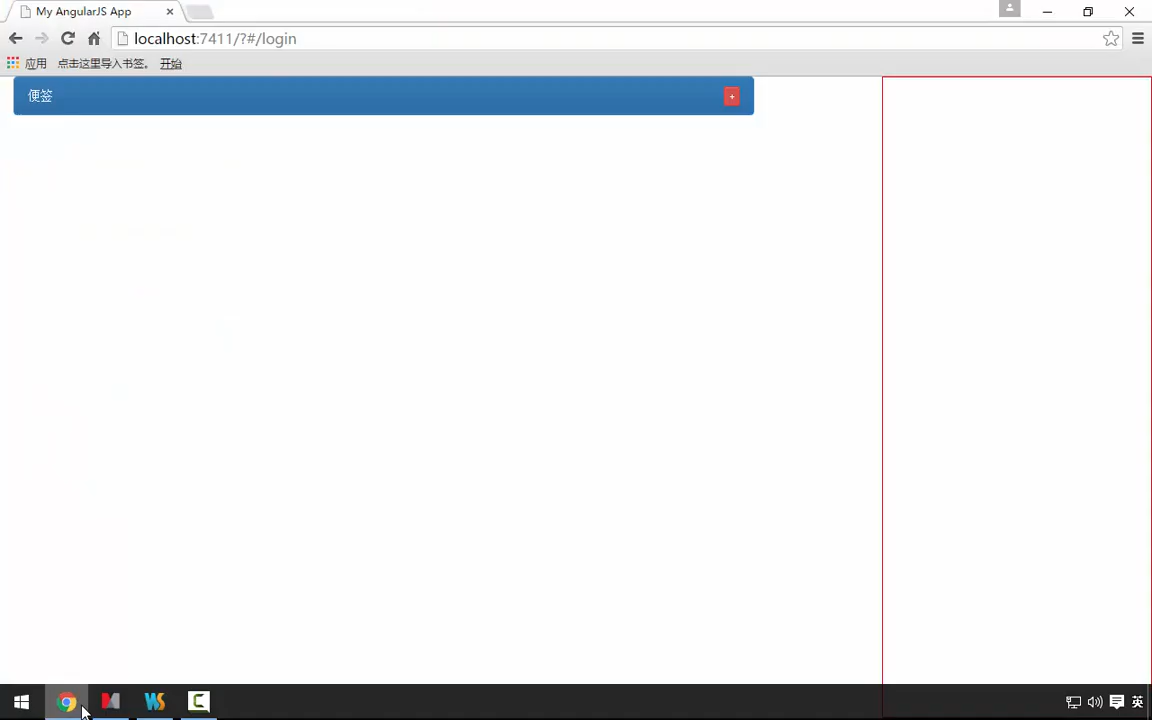 My AngularJS App
localhost:7411/?#/login
应用 点击这里导入书签。 开始
便签 +
英